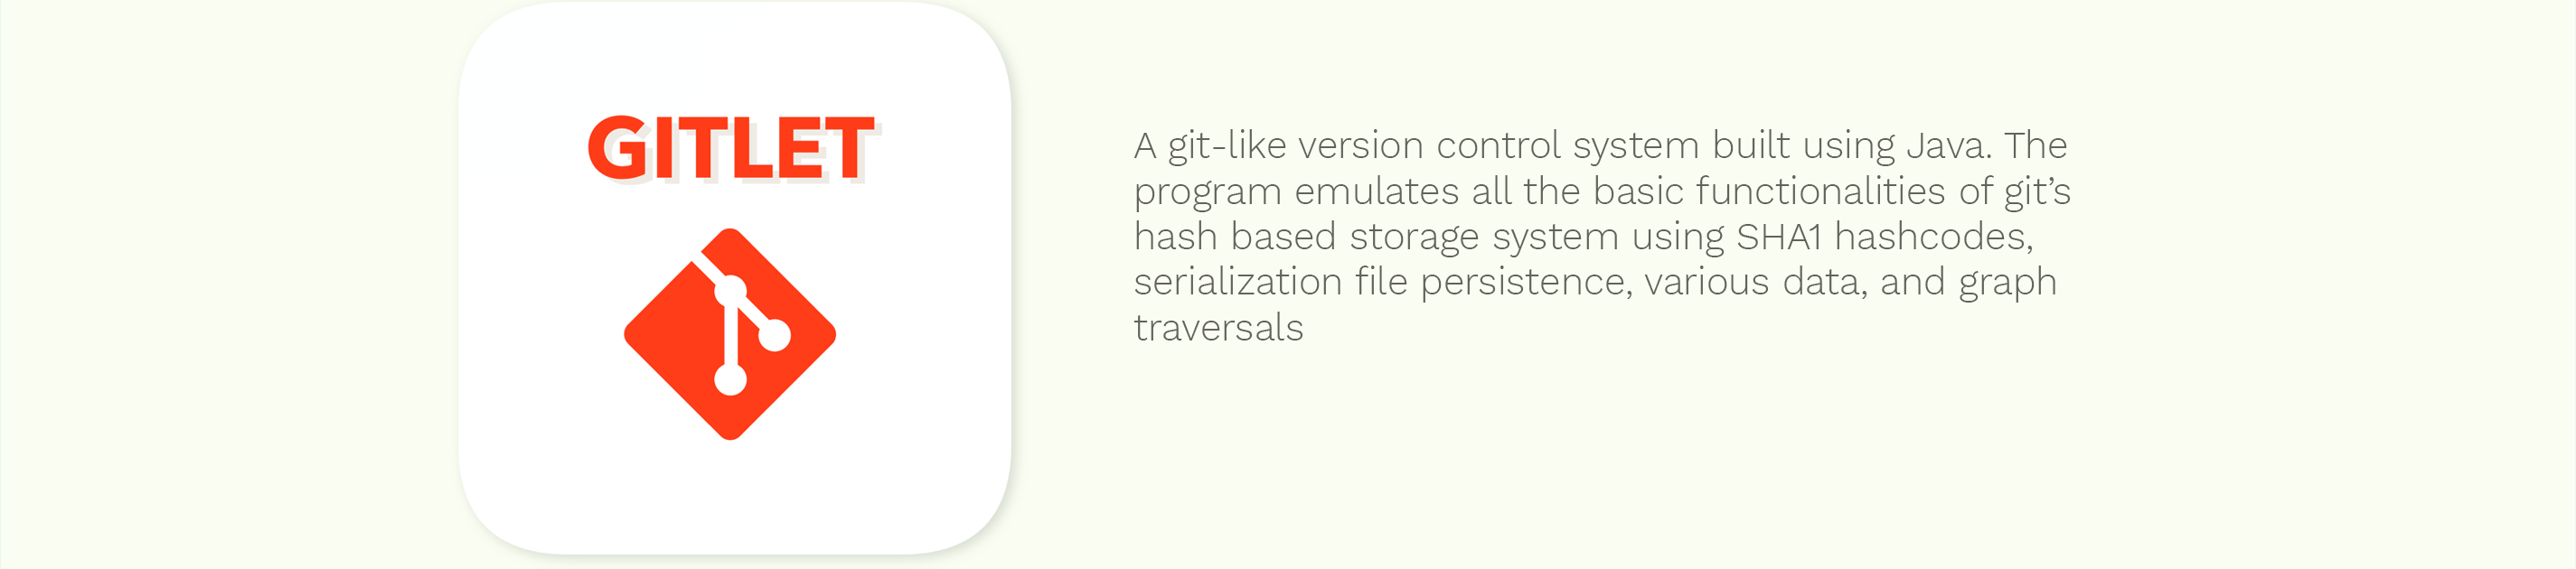 GITLET
A git-like version control system built using Java. The
program emulates all the basic functionalities of git’s
hash based storage system using SHA1 hashcodes,
serialization file persistence, various data, and graph
traversals